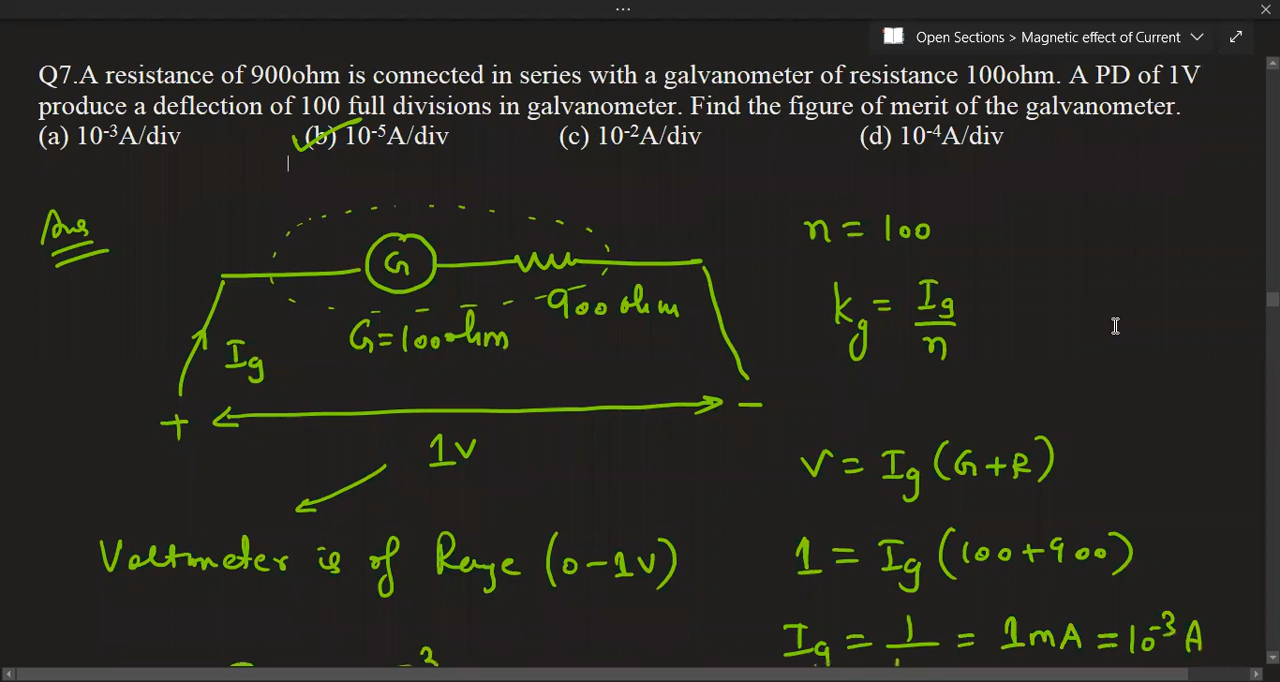 Open Sections > Magnetic effect of Current
Q7.A resistance of 900ohm is connected in series with a galvanometer of resistance 100ohm. A PD of 1V
produce a deflection of 100 full divisions in galvanometer. Find the figure of merit of the galvanometer.
(a) 10⁻³A/div (b) 10⁻⁵A/div (c) 10⁻²A/div (d) 10⁻⁴A/div
Ans
G
900 ohm
G=100ohm
Ig
+
-
1V
Voltmeter is of Range (0-1V)
n = 100
kg = Ig/n
V = Ig (G+R)
1 = Ig (100+900)
Ig = 1 = 1mA = 10⁻³ A